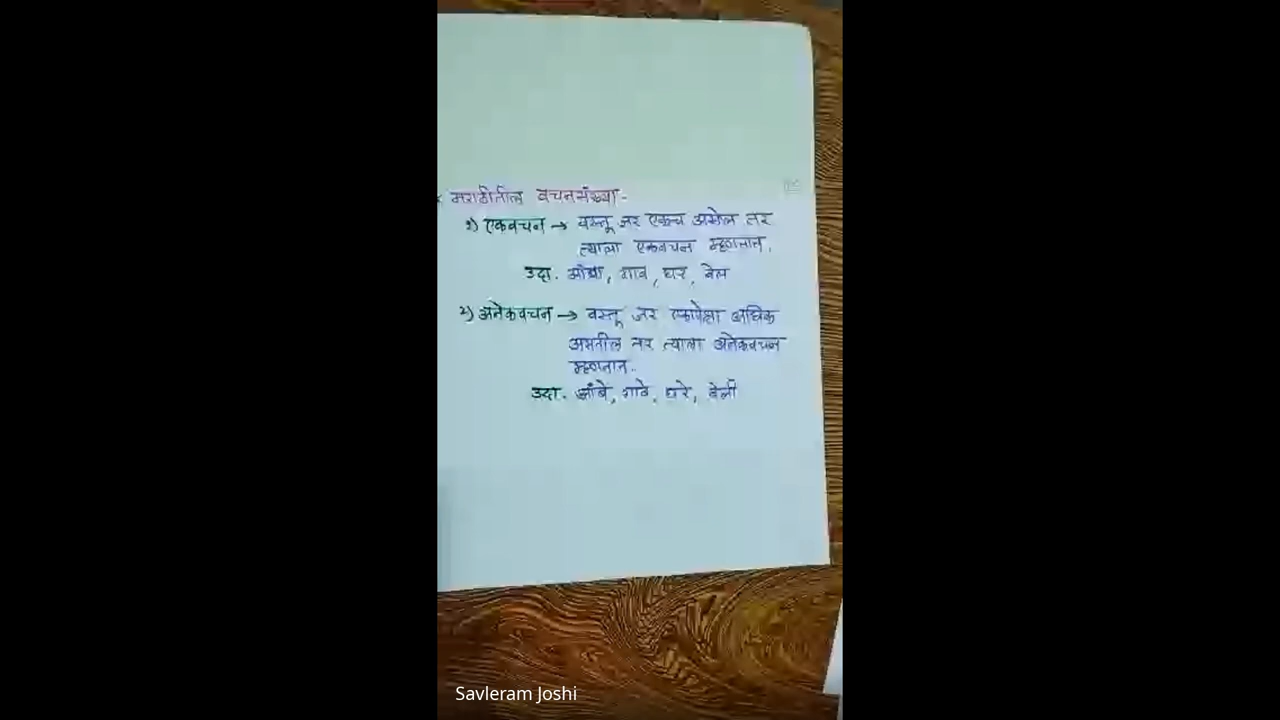 मराठीतील वचनसंख्या -
१) एकवचन → वस्तू जर एकच असेल तर
त्याला एकवचन म्हणतात.
उदा. आंबा, गाव, घर, वेल
२) अनेकवचन → वस्तू जर एकापेक्षा अधिक
असतील तर त्याला अनेकवचन
म्हणतात.
उदा. आंबे, गावे, घरे, वेली
Savleram Joshi